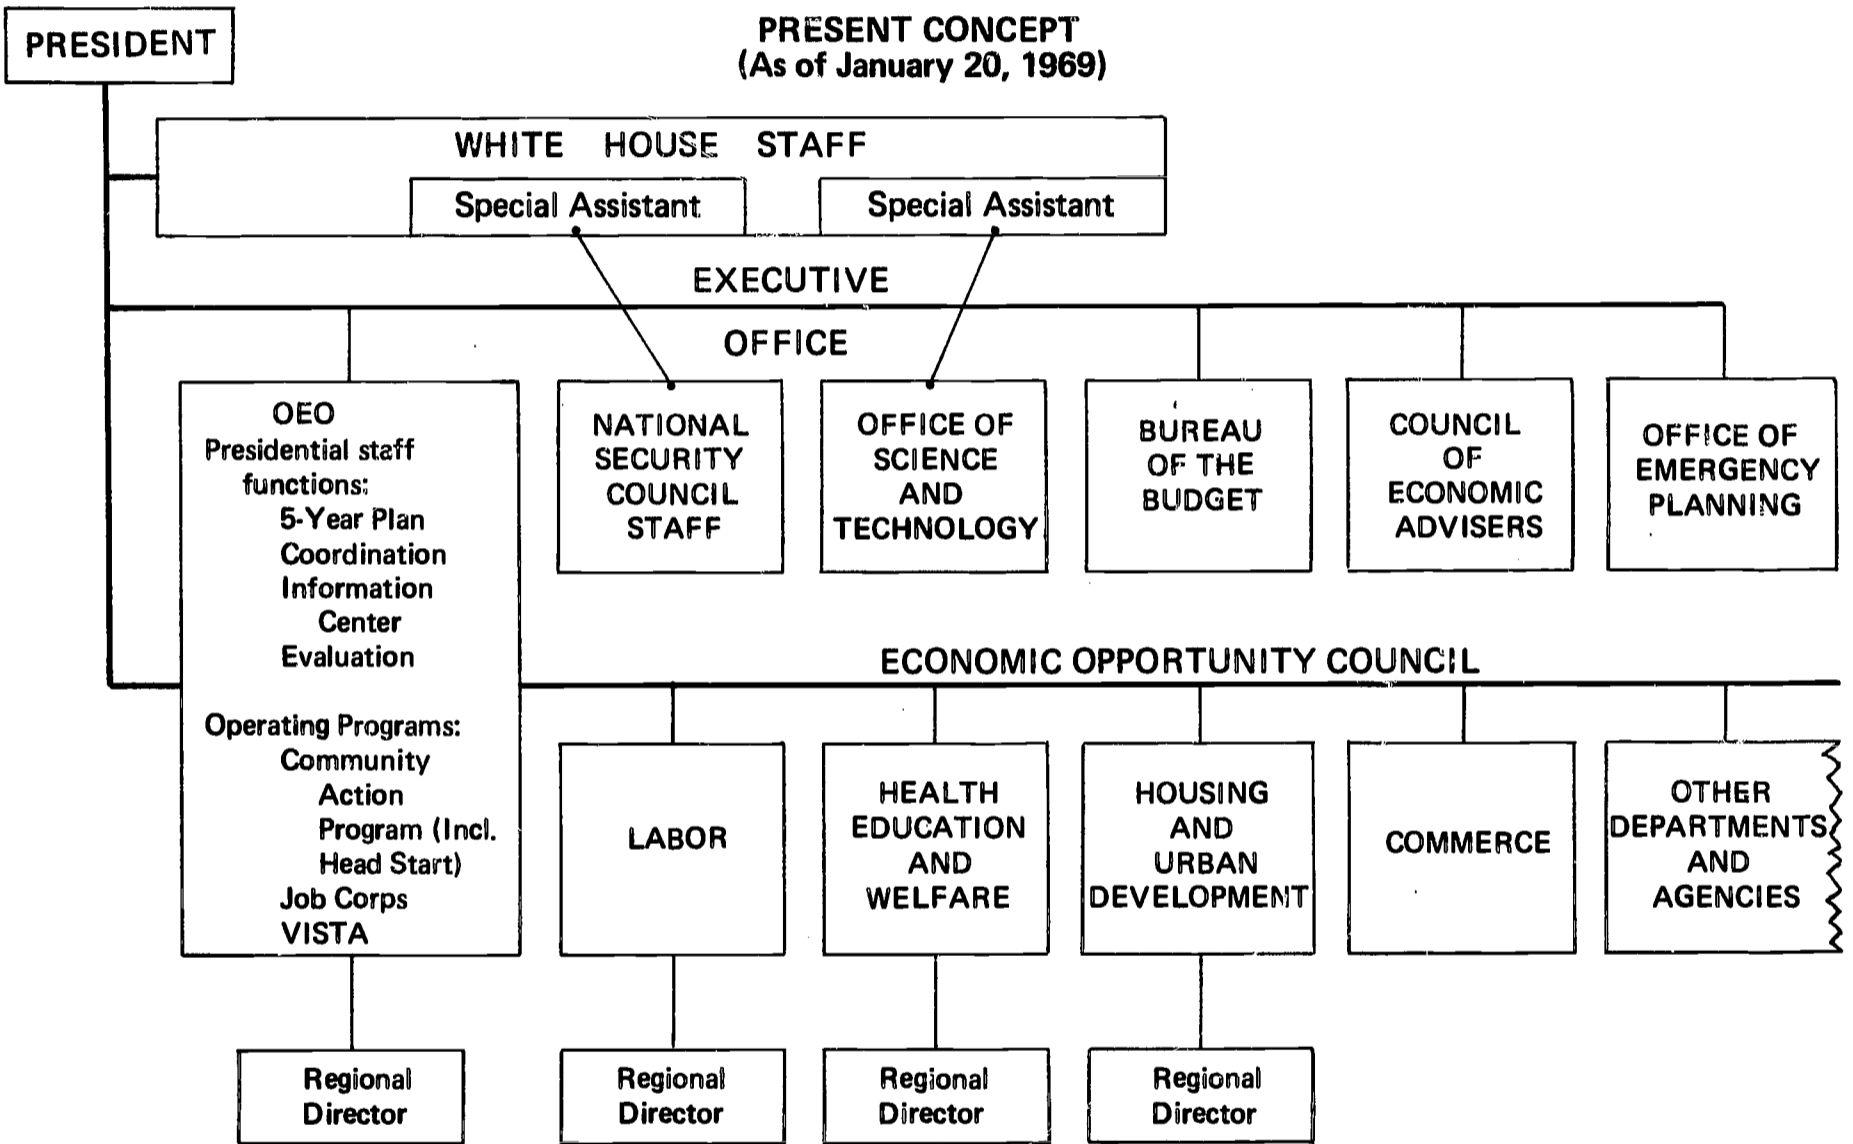 PRESIDENT
PRESENT CONCEPT
(As of January 20, 1969)
WHITE HOUSE STAFF
Special Assistant
Special Assistant
EXECUTIVE
OFFICE
OEO
Presidential staff
functions:
5-Year Plan
Coordination
Information
Center
Evaluation
Operating Programs:
Community
Action
Program (Incl.
Head Start)
Job Corps
VISTA
NATIONAL
SECURITY
COUNCIL
STAFF
OFFICE OF
SCIENCE
AND
TECHNOLOGY
BUREAU
OF THE
BUDGET
COUNCIL
OF
ECONOMIC
ADVISERS
OFFICE OF
EMERGENCY
PLANNING
ECONOMIC OPPORTUNITY COUNCIL
LABOR
HEALTH
EDUCATION
AND
WELFARE
HOUSING
AND
URBAN
DEVELOPMENT
COMMERCE
OTHER
DEPARTMENTS
AND
AGENCIES
Regional
Director
Regional
Director
Regional
Director
Regional
Director